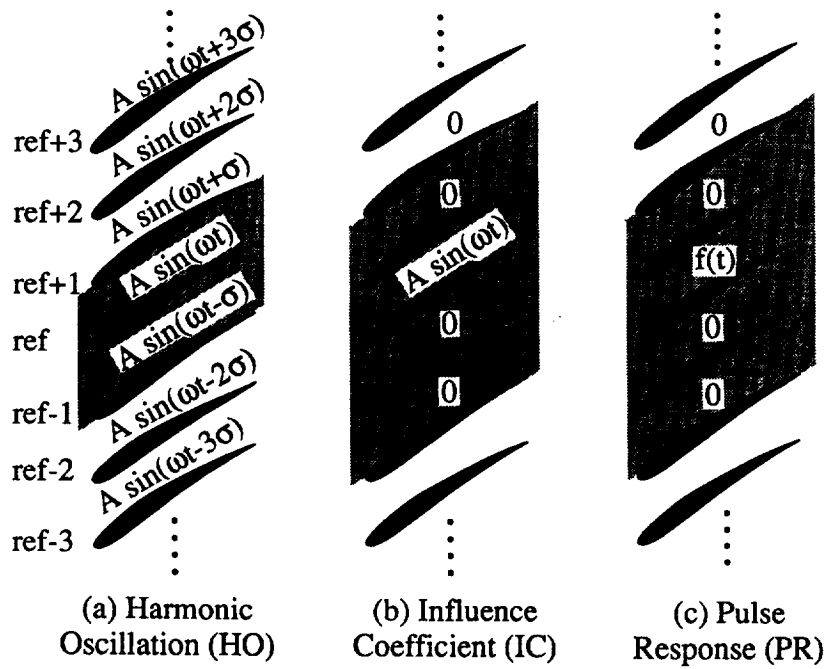 A sin(ωt+3σ)
ref+3
A sin(ωt+2σ)
ref+2
A sin(ωt+σ)
ref+1
A sin(ωt)
ref
A sin(ωt-σ)
ref-1
A sin(ωt-2σ)
ref-2
A sin(ωt-3σ)
ref-3
(a) Harmonic
Oscillation (HO)
0
0
A sin(ωt)
0
0
(b) Influence
Coefficient (IC)
0
0
f(t)
0
0
(c) Pulse
Response (PR)